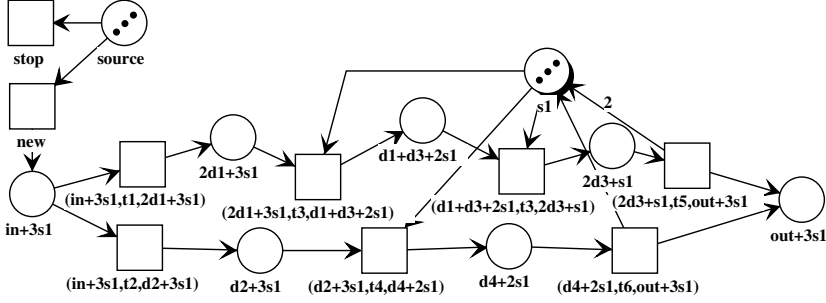 stop
source
s1
2
new
2d1+3s1
d1+d3+2s1
2d3+s1
(in+3s1,t1,2d1+3s1)
(2d1+3s1,t3,d1+d3+2s1)
(d1+d3+2s1,t3,2d3+s1)
(2d3+s1,t5,out+3s1
in+3s1
out+3s1
(in+3s1,t2,d2+3s1)
d2+3s1
(d2+3s1,t4,d4+2s1)
d4+2s1
(d4+2s1,t6,out+3s1)